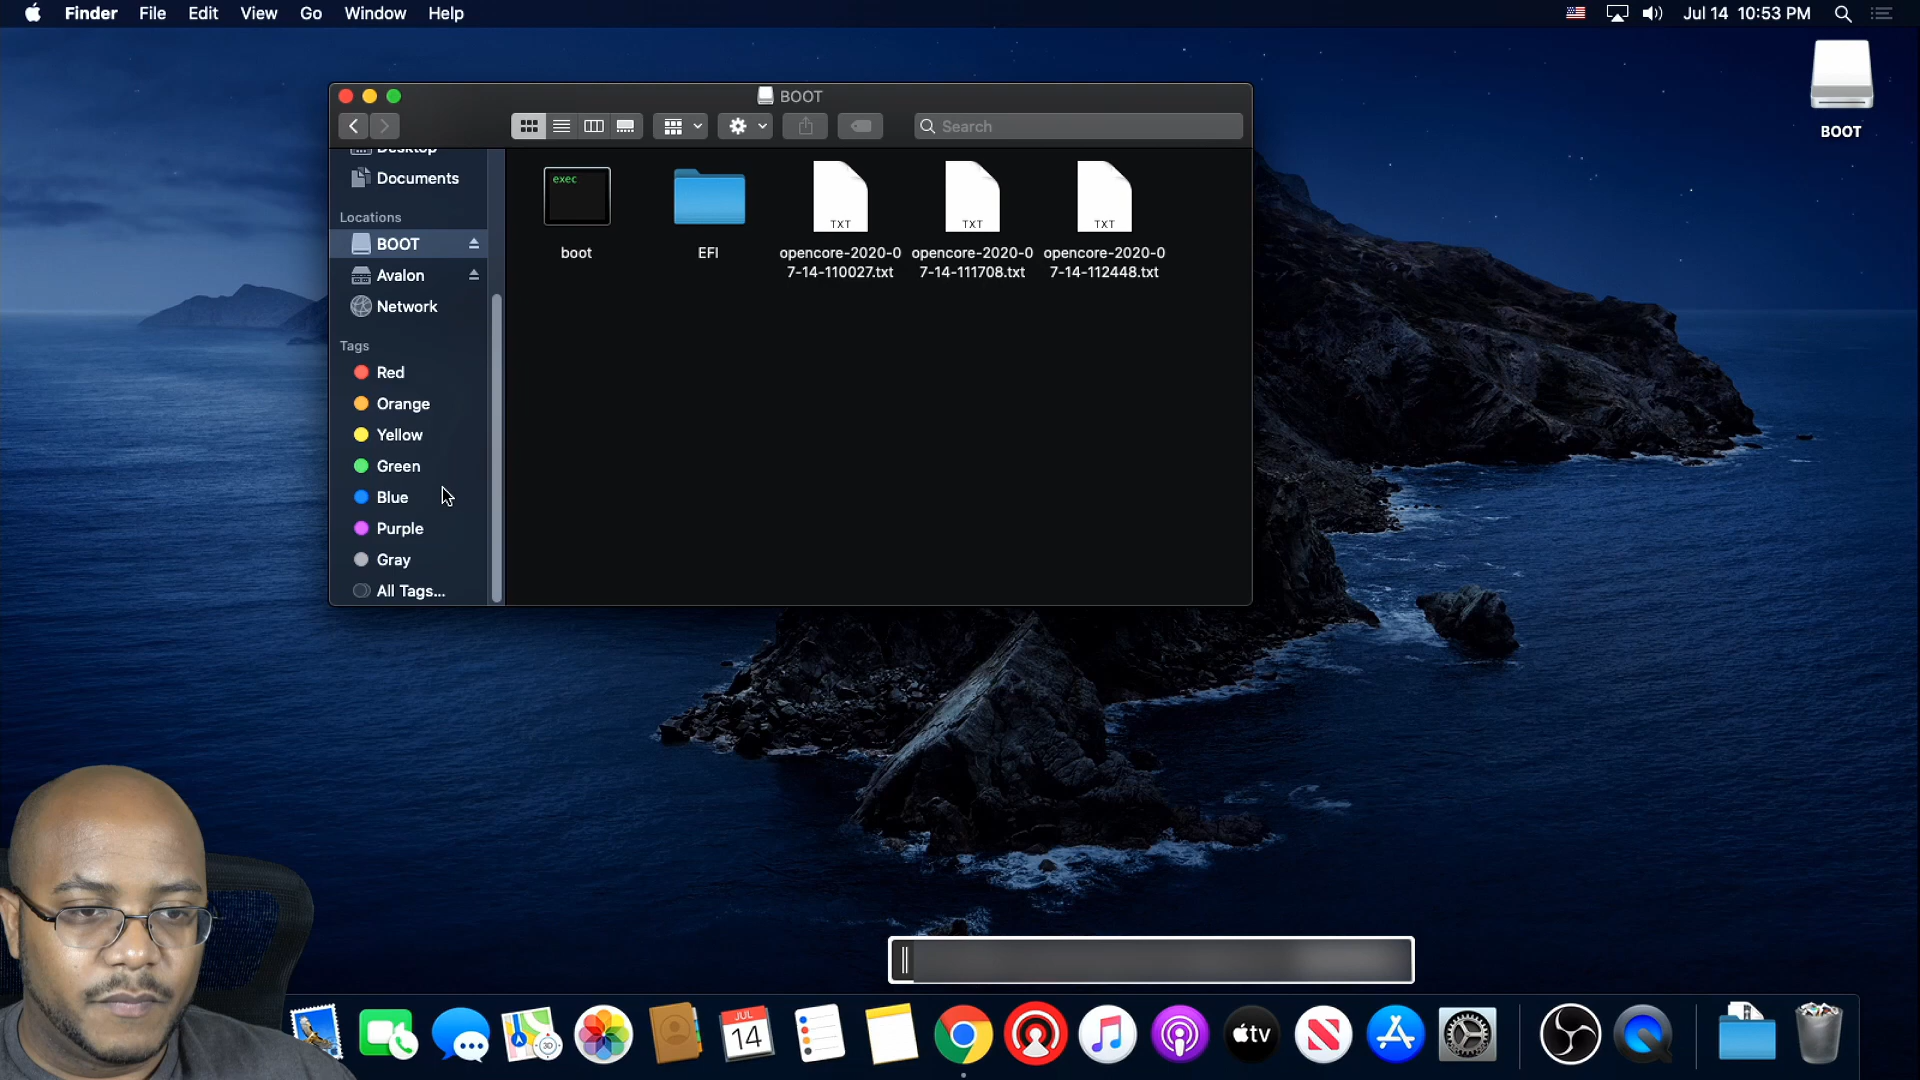 Finder File Edit View Go Window Help
Jul 14 10:53 PM
BOOT
BOOT
Search
Desktop
Documents
Locations
BOOT
Avalon
Network
Tags
Red
Orange
Yellow
Green
Blue
Purple
Gray
All Tags...
exec
boot
EFI
TXT
opencore-2020-0
7-14-110027.txt
TXT
opencore-2020-0
7-14-111708.txt
TXT
opencore-2020-0
7-14-112448.txt
3D
JUL
14
tv